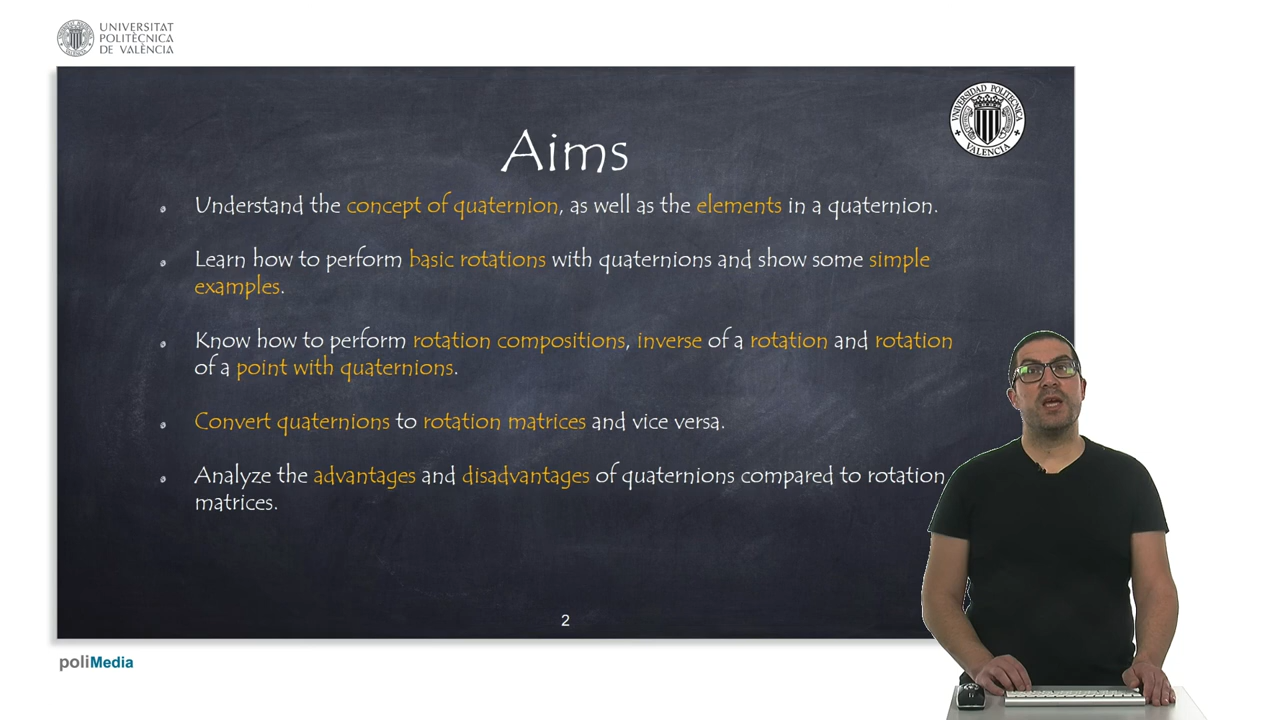 UNIVERSITAT
POLITÈCNICA
DE VALÈNCIA
UNIVERSIDAD POLITECNICA
VALENCIA
Aims
Understand the concept of quaternion, as well as the elements in a quaternion.
Learn how to perform basic rotations with quaternions and show some simple
examples.
Know how to perform rotation compositions, inverse of a rotation and rotation
of a point with quaternions.
Convert quaternions to rotation matrices and vice versa.
Analyze the advantages and disadvantages of quaternions compared to rotation
matrices.
2
poliMedia